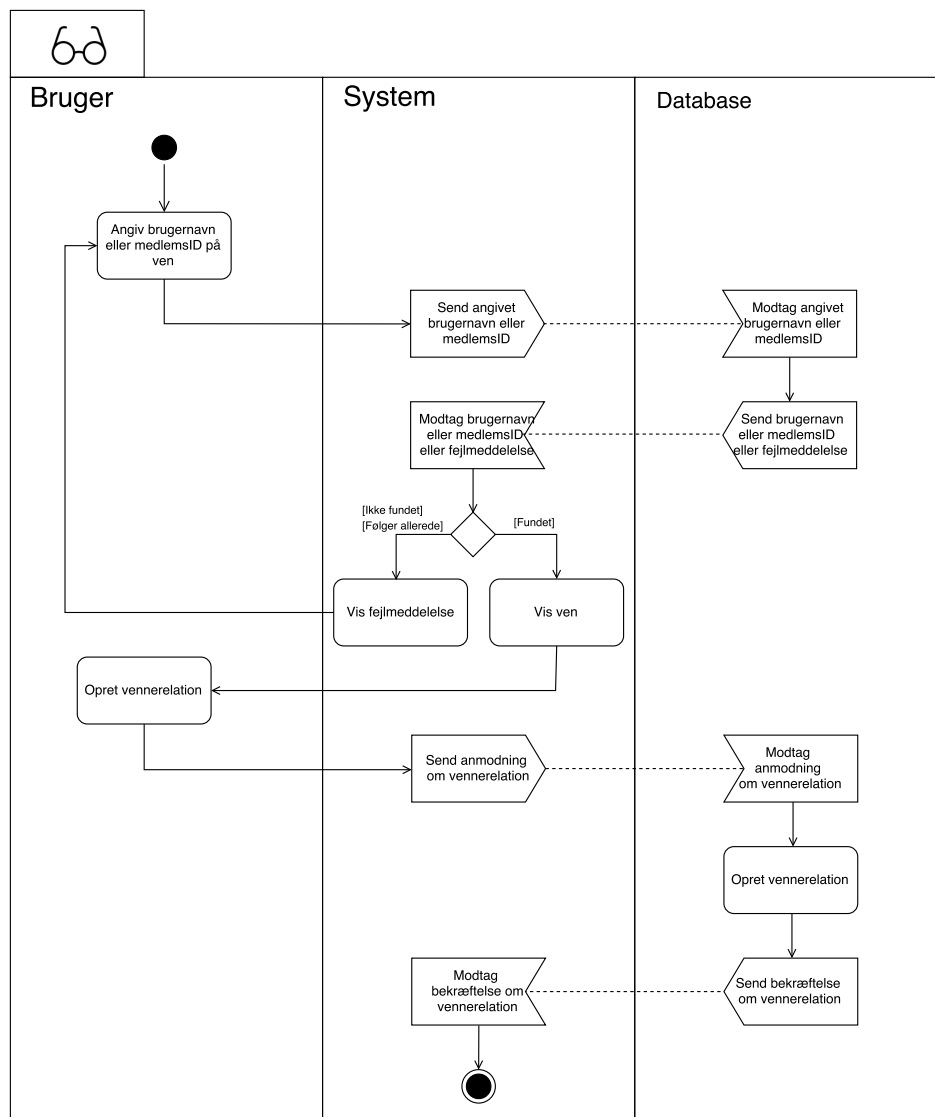 Bruger
System
Database
Angiv brugernavn
eller medlemsID på
ven
Send angivet
brugernavn eller
medlemsID
Modtag angivet
brugernavn eller
medlemsID
Modtag brugernavn
eller medlemsID
eller fejlmeddelelse
Send brugernavn
eller medlemsID
eller fejlmeddelelse
[Ikke fundet]
[Følger allerede]
[Fundet]
Vis fejlmeddelelse
Vis ven
Opret vennerelation
Send anmodning
om vennerelation
Modtag
anmodning
om vennerelation
Opret vennerelation
Modtag
bekræftelse om
vennerelation
Send bekræftelse
om vennerelation